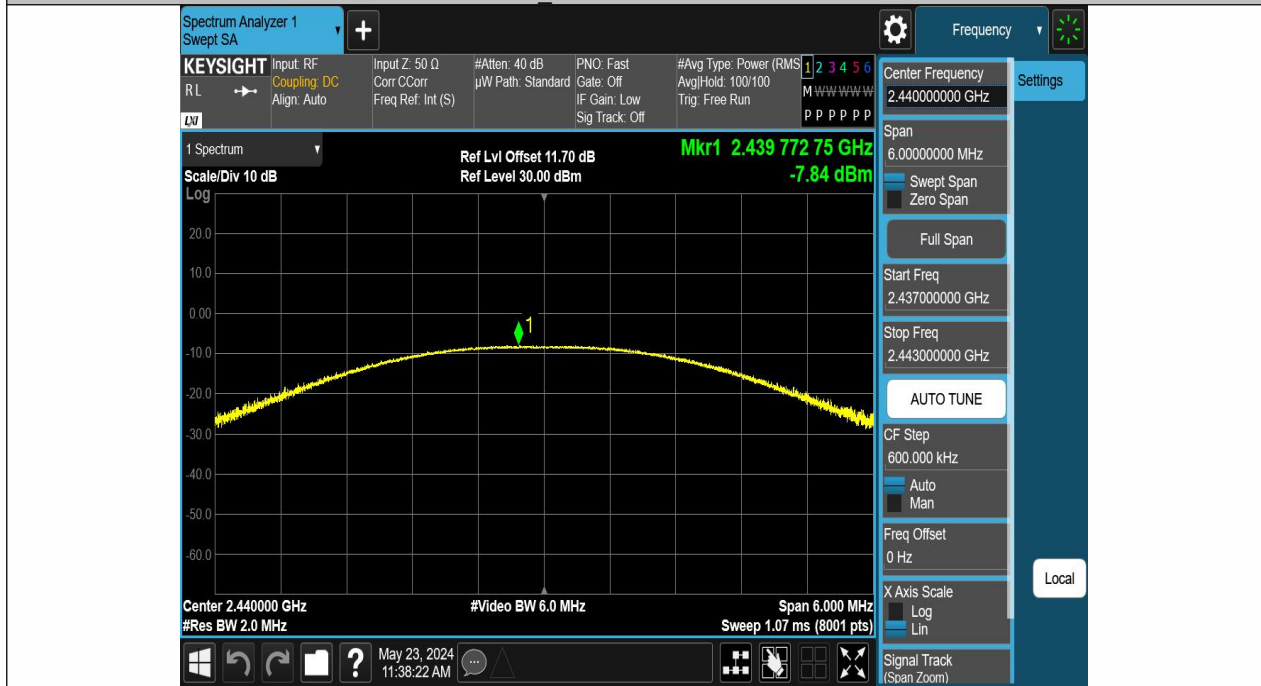 Spectrum Analyzer 1
Swept SA
+
Frequency
KEYSIGHT
R L
LXI
Input: RF
Coupling: DC
Align: Auto
Input Z: 50 Ω
Corr CCorr
Freq Ref: Int (S)
#Atten: 40 dB
µW Path: Standard
PNO: Fast
Gate: Off
IF Gain: Low
Sig Track: Off
#Avg Type: Power (RMS
Avg|Hold: 100/100
Trig: Free Run
1 2 3 4 5 6
M W W W W W
P P P P P P
1 Spectrum
Scale/Div 10 dB
Log
Ref Lvl Offset 11.70 dB
Ref Level 30.00 dBm
Mkr1 2.439 772 75 GHz
-7.84 dBm
20.0
10.0
0.00
-10.0
-20.0
-30.0
-40.0
-50.0
-60.0
1
Center 2.440000 GHz
#Res BW 2.0 MHz
#Video BW 6.0 MHz
Span 6.000 MHz
Sweep 1.07 ms (8001 pts)
?
May 23, 2024
11:38:22 AM
Center Frequency
2.440000000 GHz
Settings
Span
6.00000000 MHz
Swept Span
Zero Span
Full Span
Start Freq
2.437000000 GHz
Stop Freq
2.443000000 GHz
AUTO TUNE
CF Step
600.000 kHz
Auto
Man
Freq Offset
0 Hz
Local
X Axis Scale
Log
Lin
Signal Track
(Span Zoom)